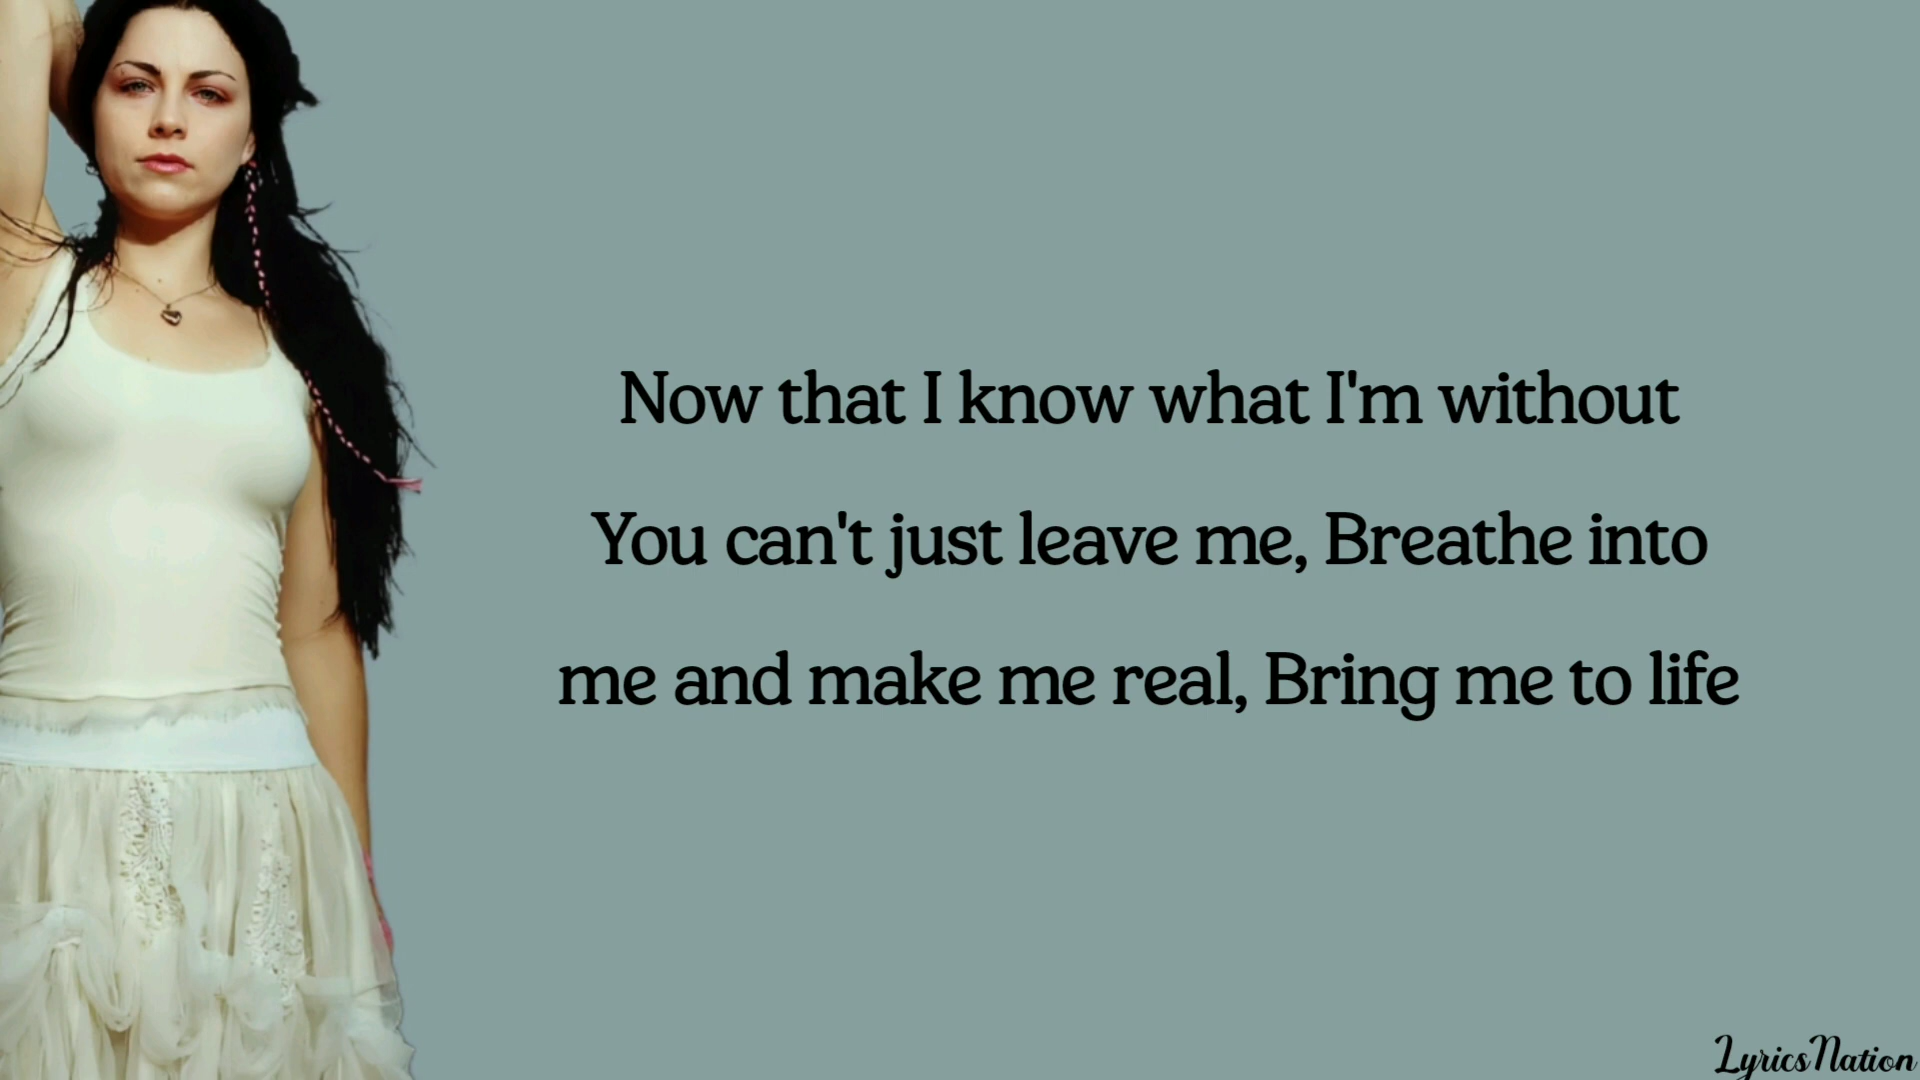 Now that I know what I'm without
You can't just leave me, Breathe into
me and make me real, Bring me to life
LyricsNation